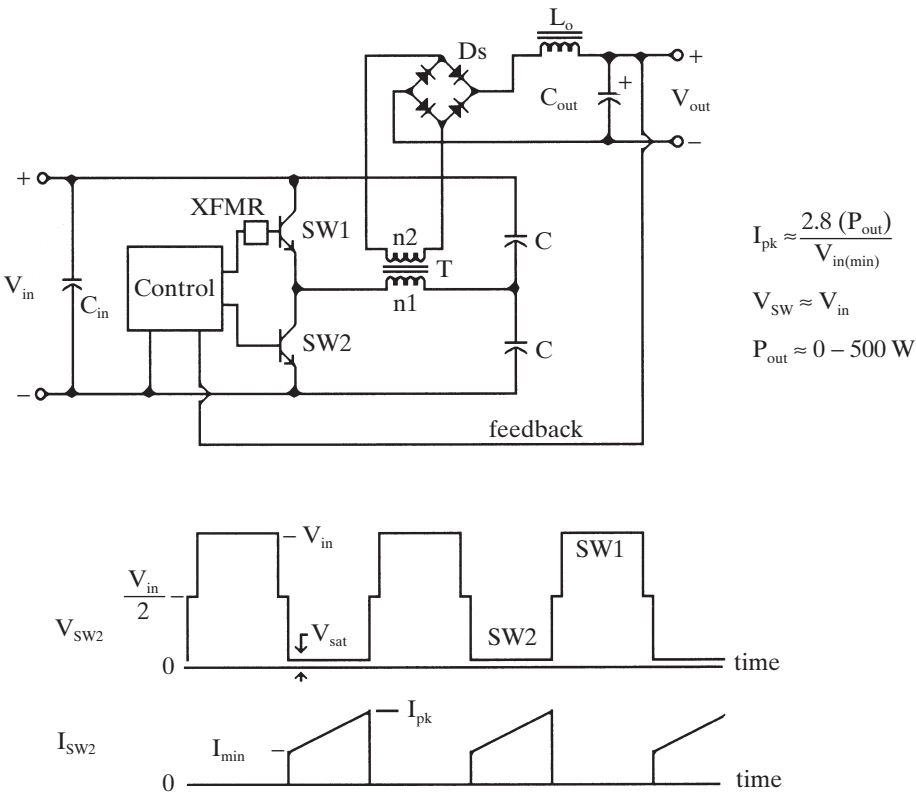 Lₒ
Ds
+
Cout
+
Vout
−
+
XFMR
SW1
n2
T
C
Vin
Cin
Control
n1
SW2
C
−
feedback
Ipk ≈ 2.8 (Pout) / Vin(min)
VSW ≈ Vin
Pout ≈ 0 – 500 W
– Vin
SW1
Vin / 2 –
VSW2
Vsat
SW2
0
time
— Ipk
ISW2
Imin –
0
time